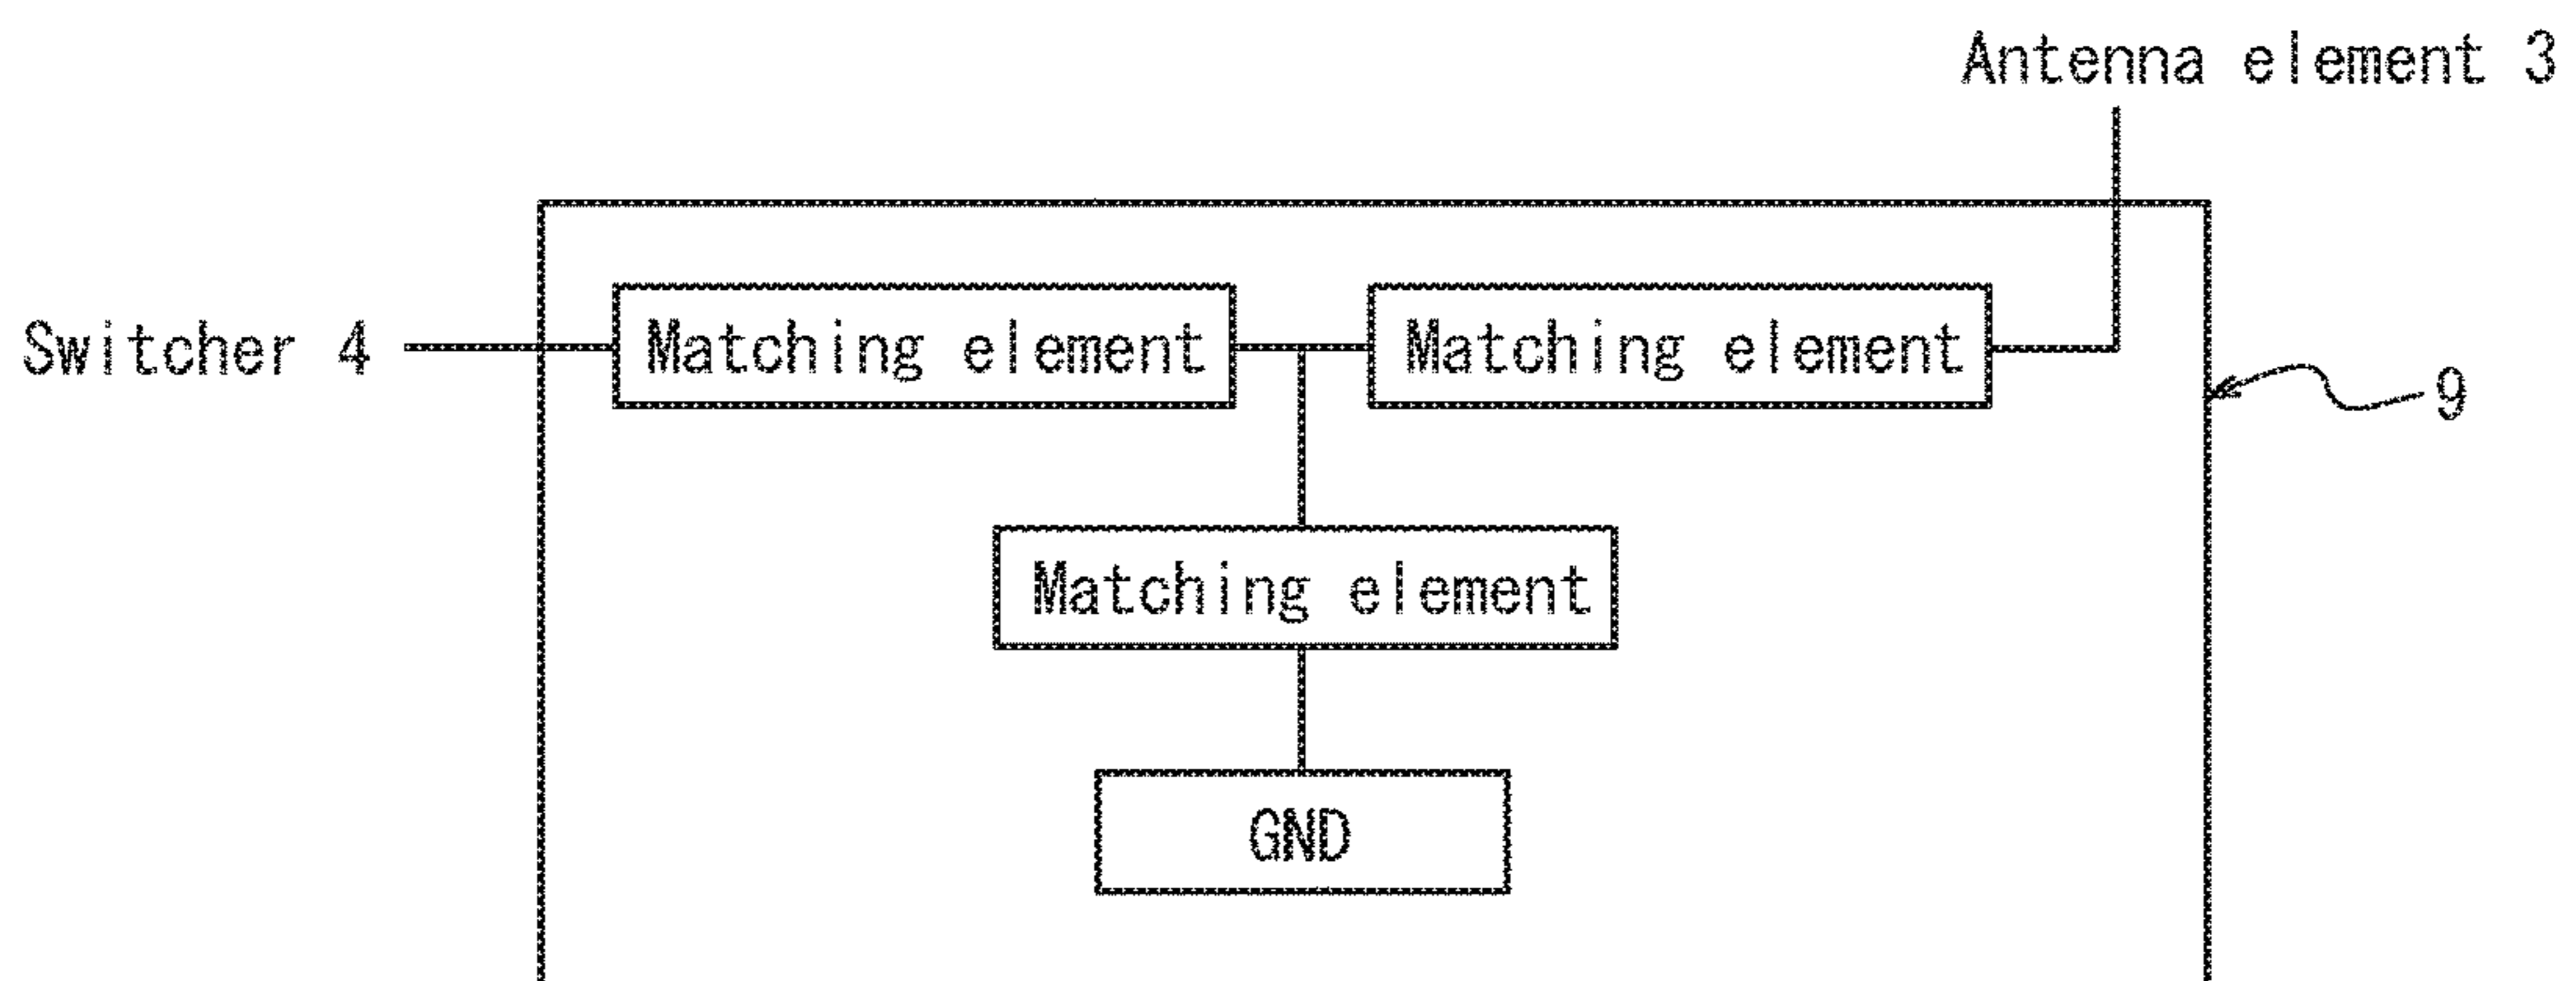 Antenna element 3
Switcher 4
Matching element
Matching element
9
Matching element
GND